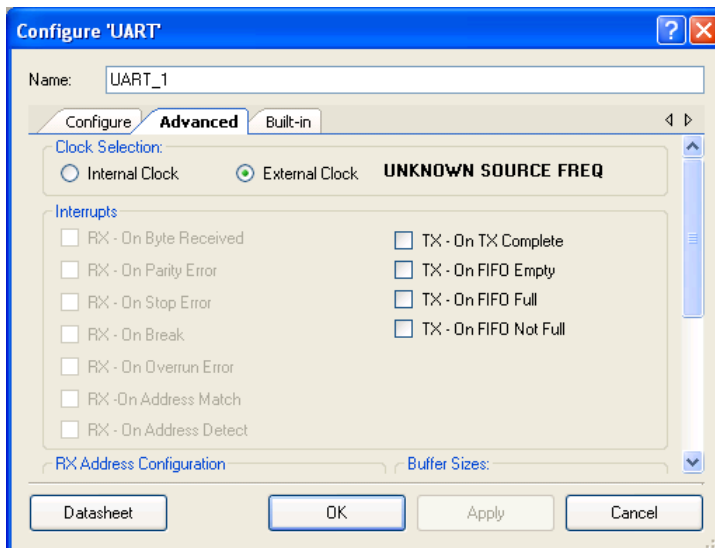 Configure 'UART'
Name: UART_1
Configure Advanced Built-in
Clock Selection:
Internal Clock External Clock UNKNOWN SOURCE FREQ
Interrupts
RX - On Byte Received TX - On TX Complete
RX - On Parity Error TX - On FIFO Empty
RX - On Stop Error TX - On FIFO Full
RX - On Break TX - On FIFO Not Full
RX - On Overrun Error
RX -On Address Match
RX - On Address Detect
RX Address Configuration Buffer Sizes:
Datasheet OK Apply Cancel